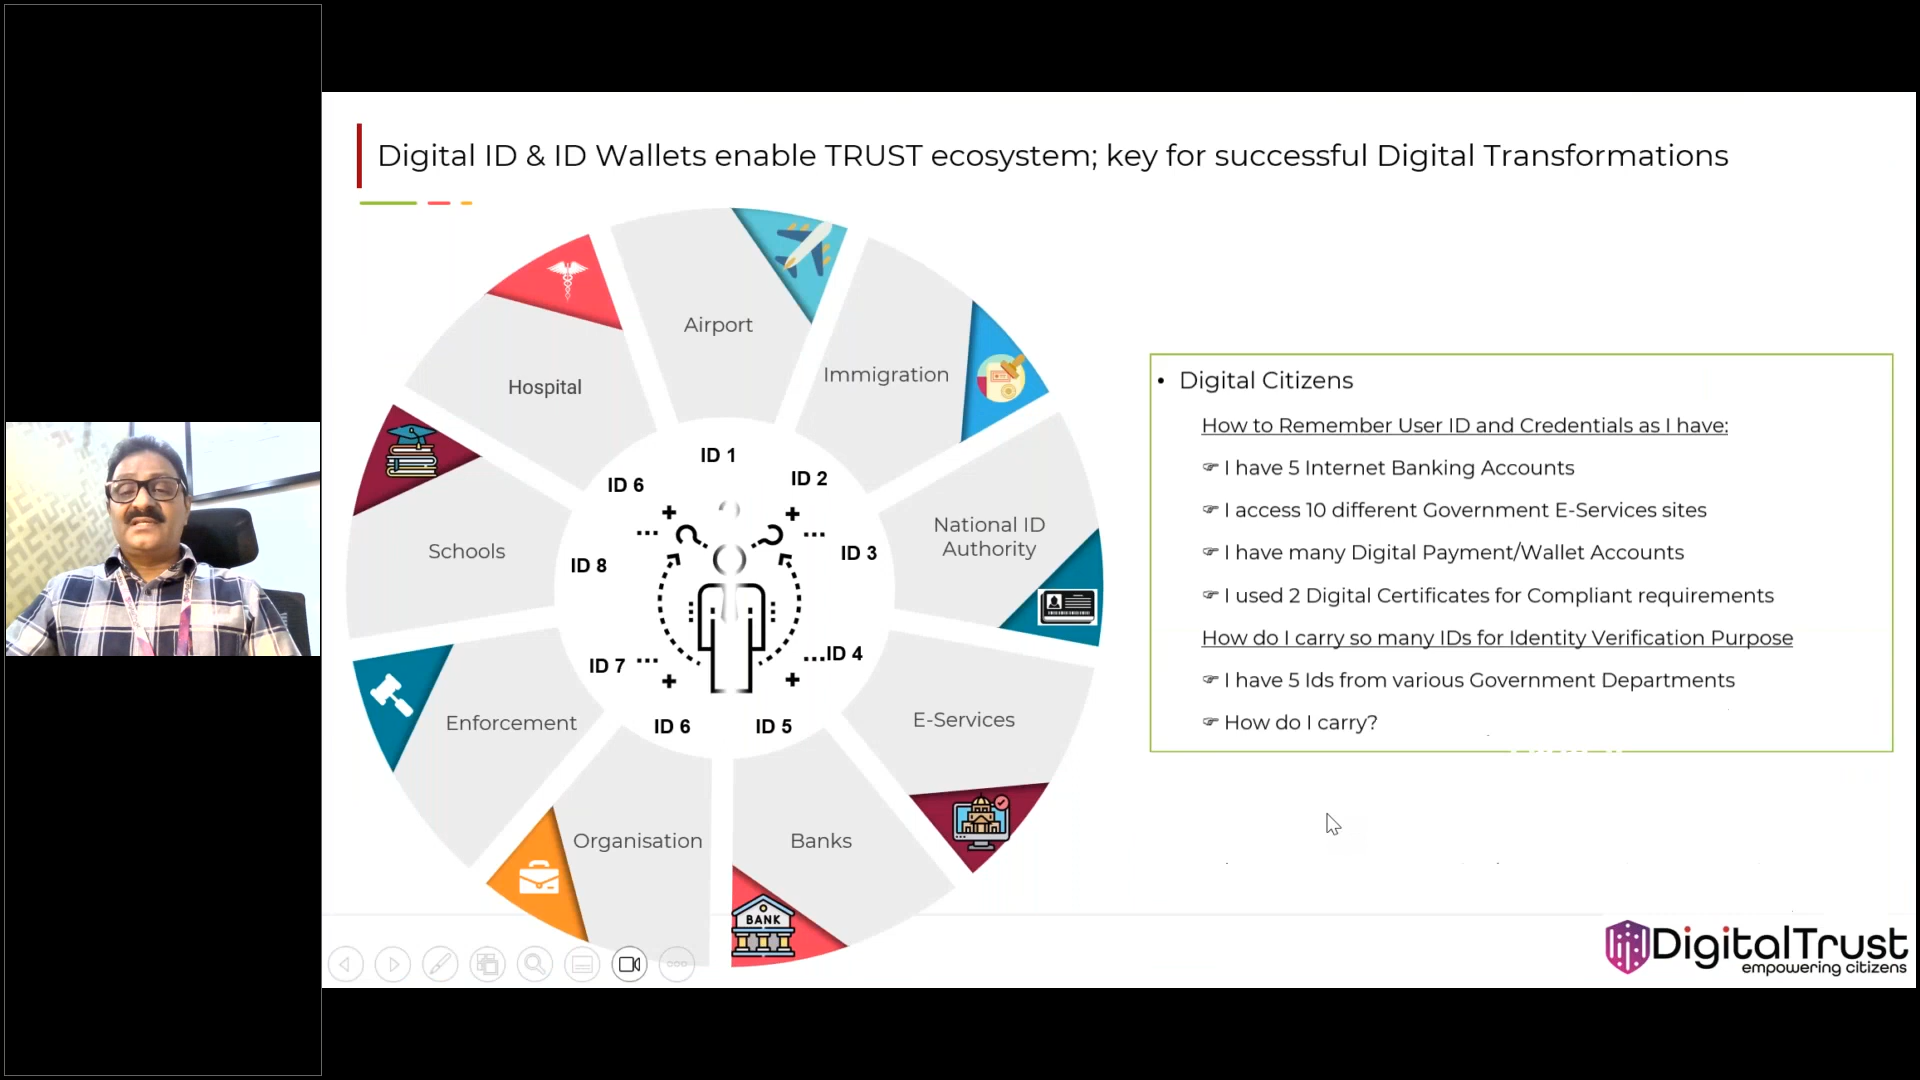 Digital ID & ID Wallets enable TRUST ecosystem; key for successful Digital Transformations
Airport
Immigration
Hospital
National ID
Authority
Schools
E-Services
Enforcement
Organisation
Banks
BANK
ID 1
ID 2
ID 6
ID 3
ID 8
ID 4
ID 7
ID 6
ID 5
• Digital Citizens
How to Remember User ID and Credentials as I have:
☞ I have 5 Internet Banking Accounts
☞ I access 10 different Government E-Services sites
☞ I have many Digital Payment/Wallet Accounts
☞ I used 2 Digital Certificates for Compliant requirements
How do I carry so many IDs for Identity Verification Purpose
☞ I have 5 Ids from various Government Departments
☞ How do I carry?
DigitalTrust
empowering citizens